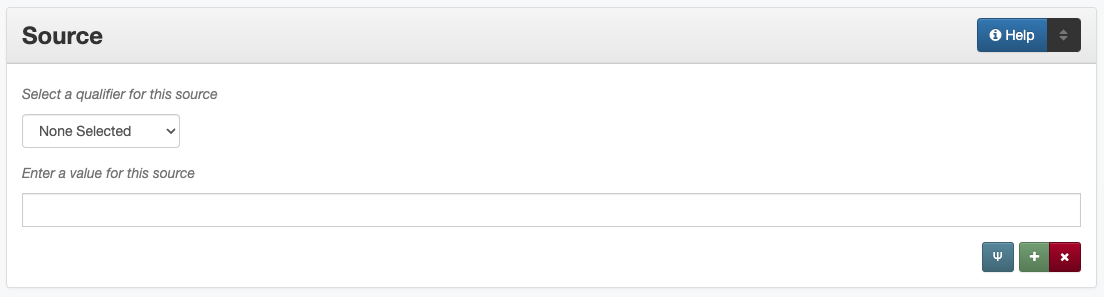 Source
Help
Select a qualifier for this source
None Selected
Enter a value for this source
Ψ